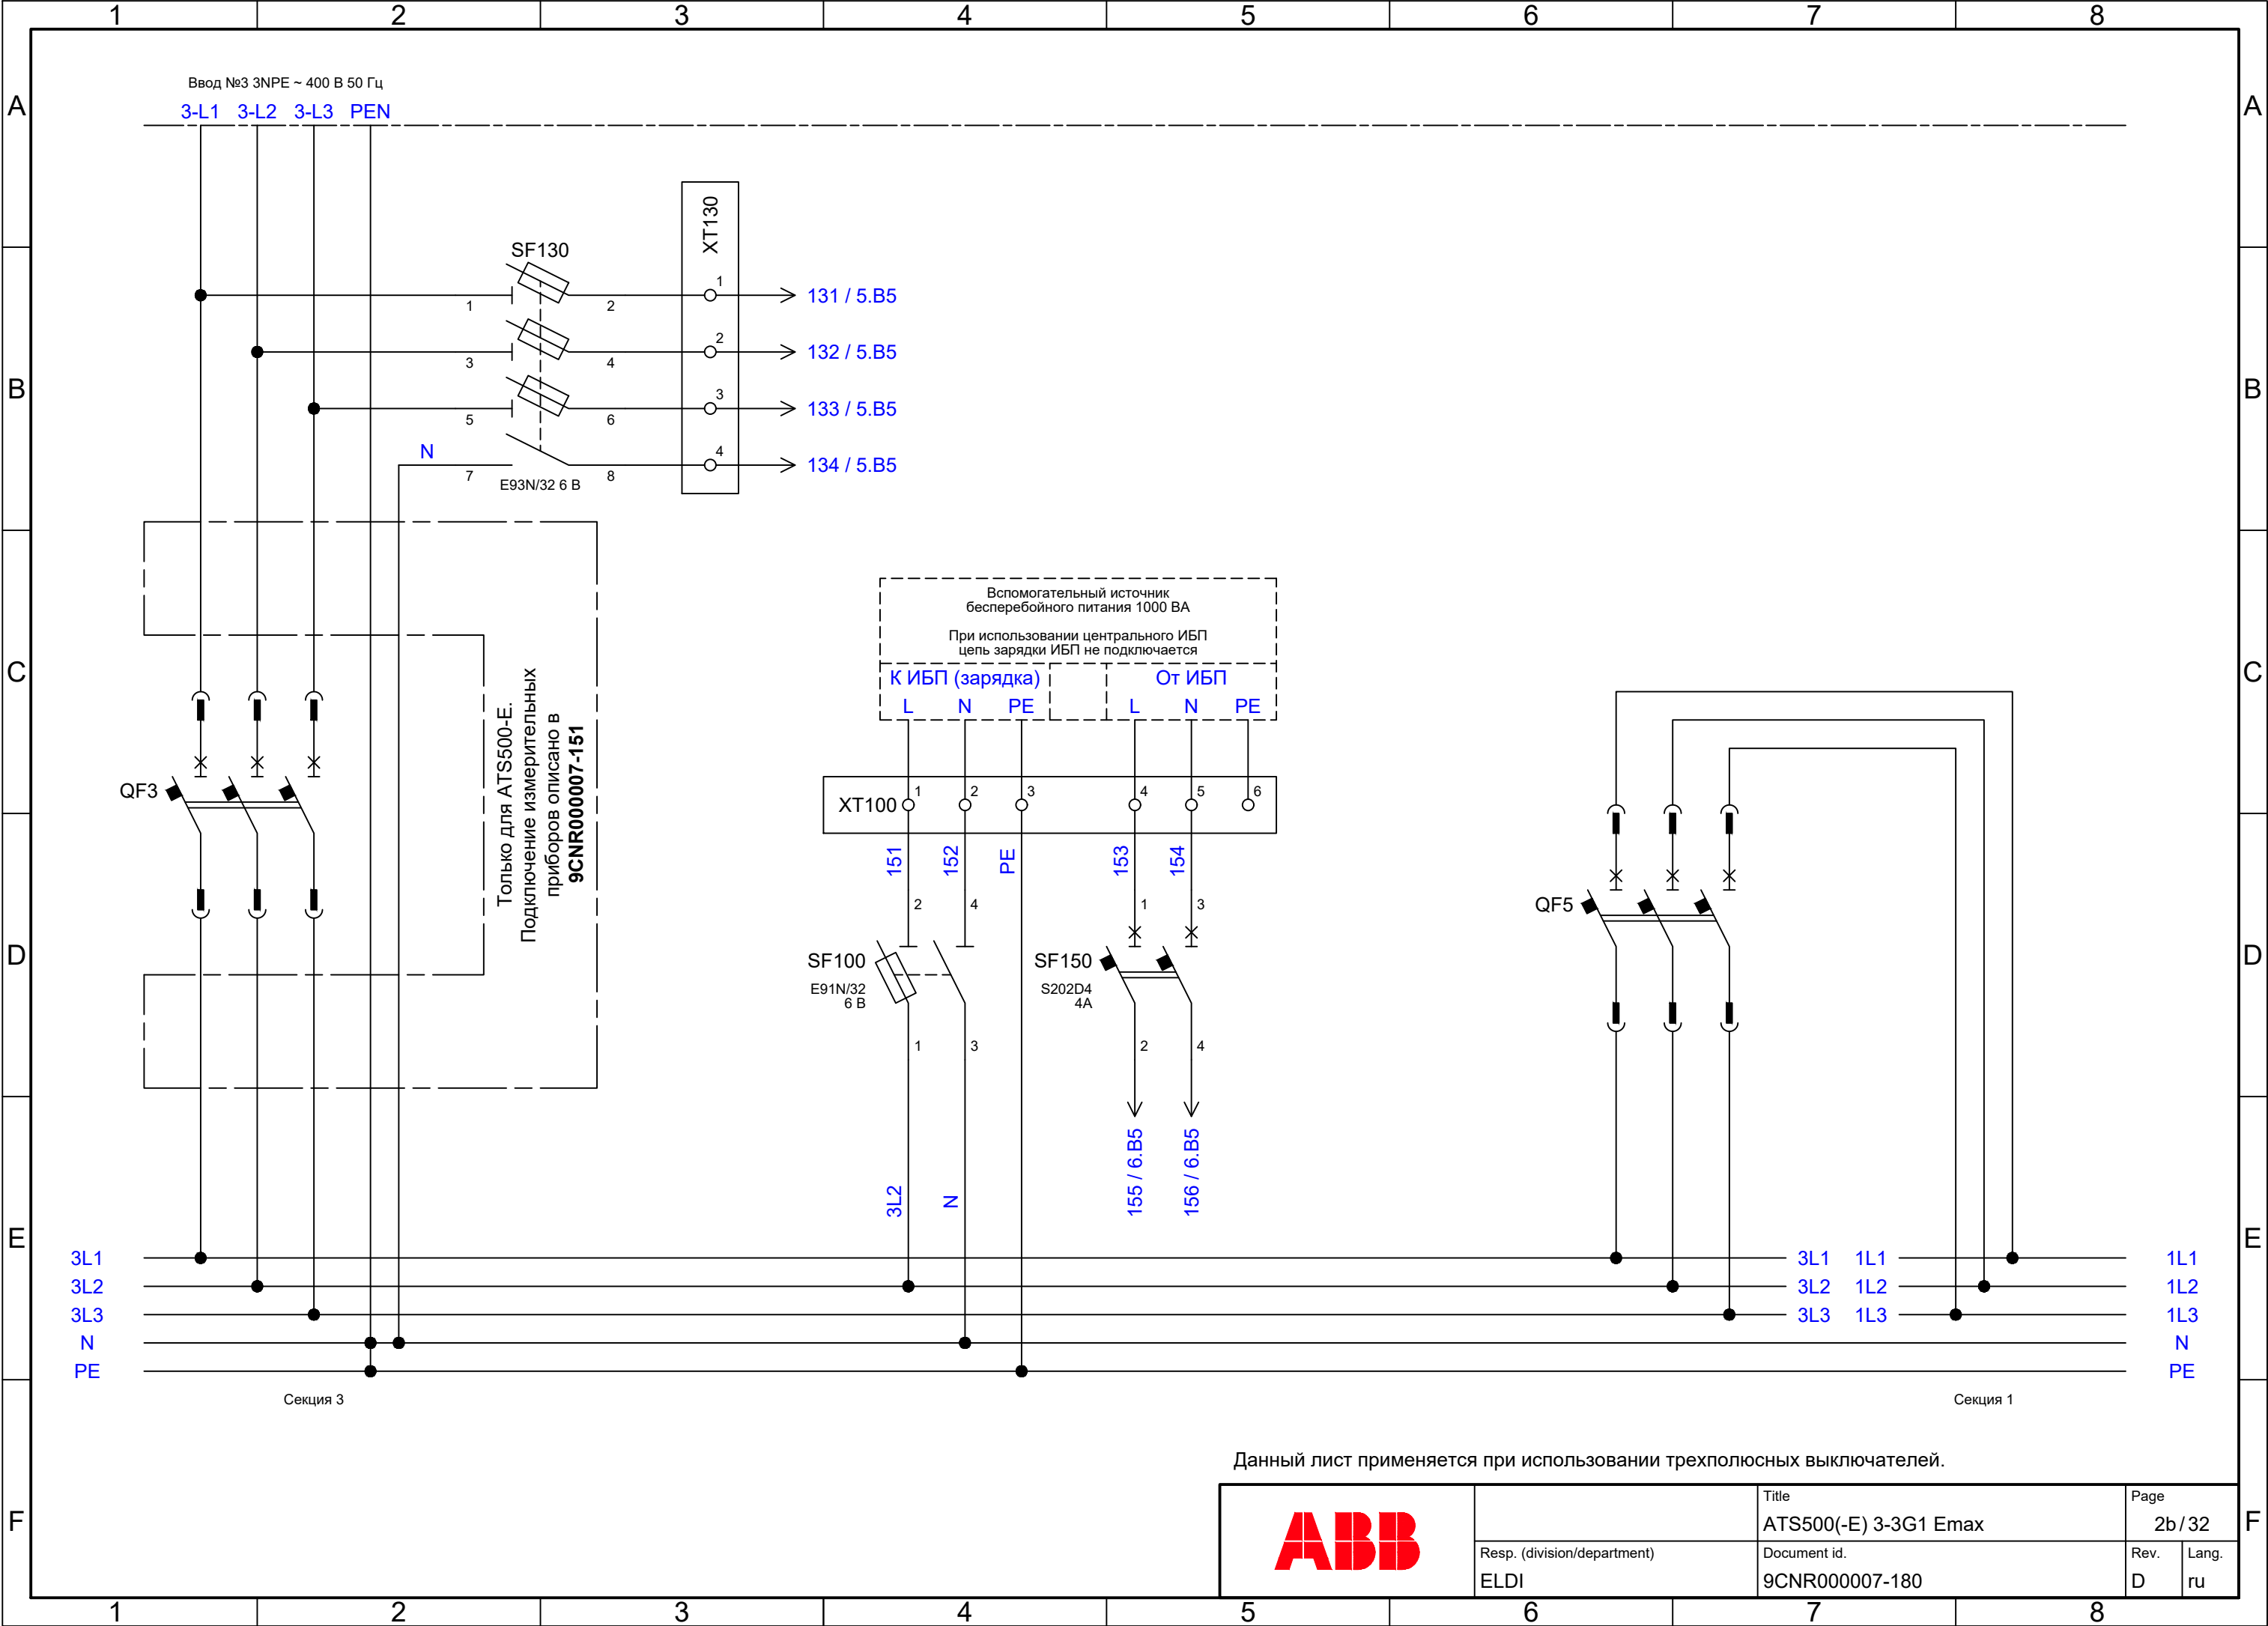 1 2 3 4 5 6 7 8
A A
B B
C C
D D
E E
F F
Ввод №3 3NPE ~ 400 В 50 Гц
3-L1 3-L2 3-L3 PEN
XT130
SF130
1 2 1 131 / 5.B5
3 4 2 132 / 5.B5
5 6 3 133 / 5.B5
N
7 8 4 134 / 5.B5
E93N/32 6 В
QF3
Только для ATS500-E.
Подключение измерительных
приборов описано в
9CNR000007-151
Вспомогательный источник
бесперебойного питания 1000 ВА
При использовании центрального ИБП
цепь зарядки ИБП не подключается
К ИБП (зарядка) От ИБП
L N PE L N PE
XT100 1 2 3 4 5 6
151 152 PE 153 154
2 4 1 3
SF100
E91N/32
6 В
SF150
S202D4
4A
1 3 2 4
155 / 6.B5 156 / 6.B5
3L2 N
QF5
3L1 3L1 1L1 1L1
3L2 3L2 1L2 1L2
3L3 3L3 1L3 1L3
N N
PE PE
Секция 3 Секция 1
Данный лист применяется при использовании трехполюсных выключателей.
ABB
Title
ATS500(-E) 3-3G1 Emax
Page
2b / 32
Resp. (division/department)
ELDI
Document id.
9CNR000007-180
Rev.
D
Lang.
ru
1 2 3 4 5 6 7 8